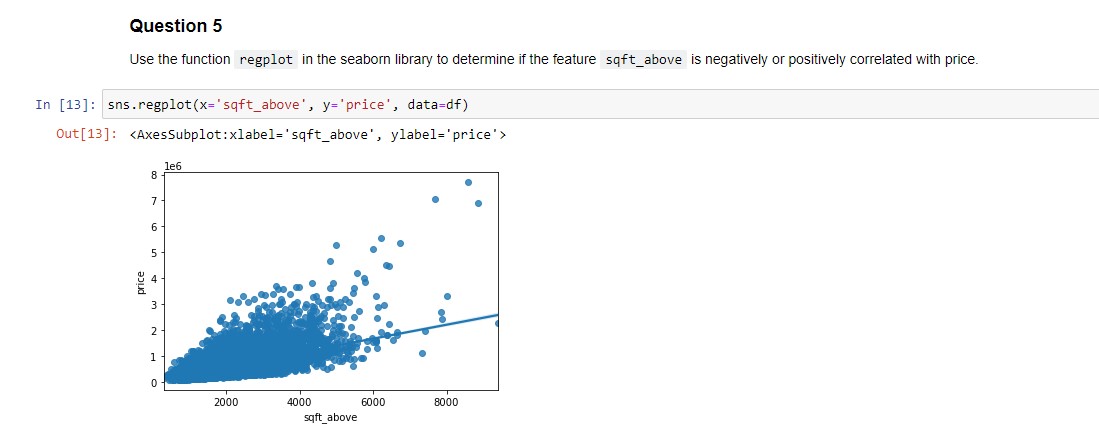 Question 5
Use the function regplot in the seaborn library to determine if the feature sqft_above is negatively or positively correlated with price.
In [13]: sns.regplot(x='sqft_above', y='price', data=df)
Out[13]: <AxesSubplot:xlabel='sqft_above', ylabel='price'>
1e6
8
7
6
5
4
3
2
1
0
price
2000 4000 6000 8000
sqft_above